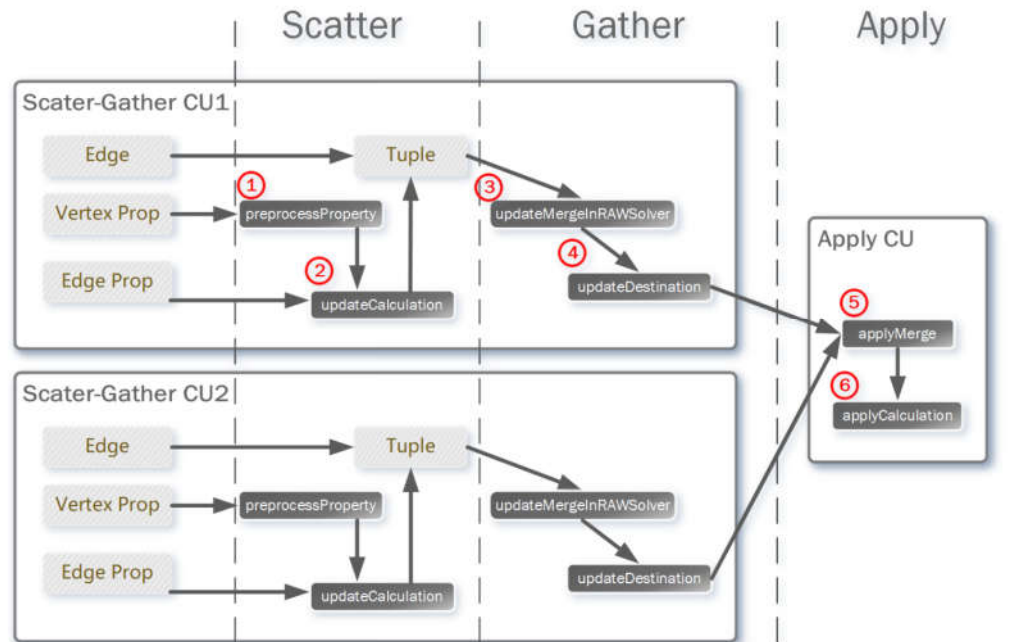 Scatter
Gather
Apply
Scater-Gather CU1
Edge
Tuple
1
3
Vertex Prop
preprocessProperty
updateMergeInRAWSolver
2
4
Edge Prop
updateCalculation
updateDestination
Apply CU
5
applyMerge
6
applyCalculation
Scater-Gather CU2
Edge
Tuple
Vertex Prop
preprocessProperty
updateMergeInRAWSolver
Edge Prop
updateCalculation
updateDestination